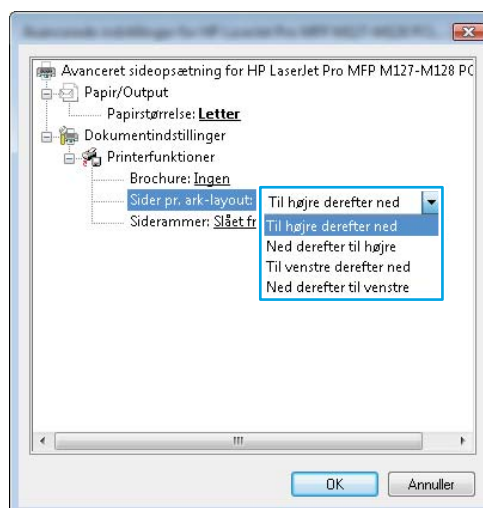 Avanceret sideopsætning for HP LaserJet Pro MFP M127-M128 PC
Papir/Output
Papirstørrelse: Letter
Dokumentindstillinger
Printerfunktioner
Brochure: Ingen
Sider pr. ark-layout: Til højre derefter ned
Siderammer: Slået fr
Til højre derefter ned
Ned derefter til højre
Til venstre derefter ned
Ned derefter til venstre
OK Annuller